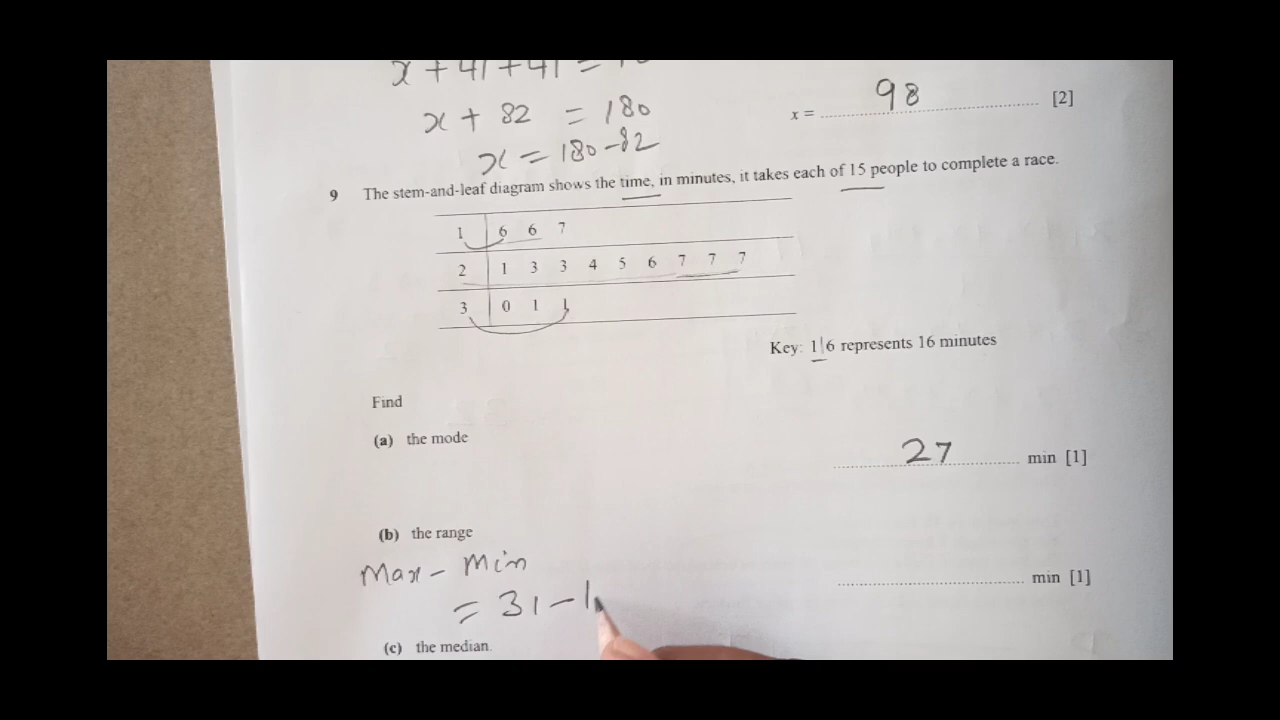 x + 41 + 41 =
x + 82 = 180
x = 98 [2]
x = 180 - 82
9 The stem-and-leaf diagram shows the time, in minutes, it takes each of 15 people to complete a race.
1 6 6 7
2 1 3 3 4 5 6 7 7 7
3 0 1 1
Key: 1|6 represents 16 minutes
Find
(a) the mode
27 min [1]
(b) the range
Max - Min
min [1]
= 31 - 1
(c) the median.